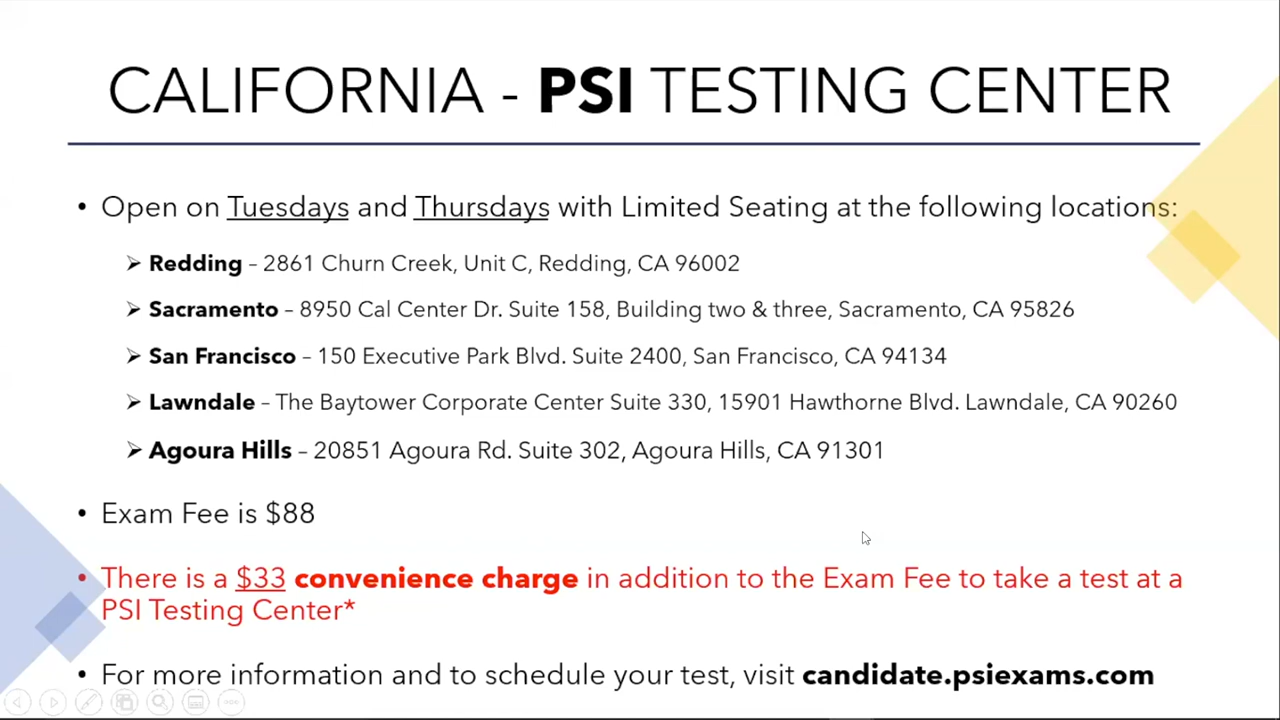 CALIFORNIA - PSI TESTING CENTER
• Open on Tuesdays and Thursdays with Limited Seating at the following locations:
➢ Redding – 2861 Churn Creek, Unit C, Redding, CA 96002
➢ Sacramento – 8950 Cal Center Dr. Suite 158, Building two & three, Sacramento, CA 95826
➢ San Francisco – 150 Executive Park Blvd. Suite 2400, San Francisco, CA 94134
➢ Lawndale – The Baytower Corporate Center Suite 330, 15901 Hawthorne Blvd. Lawndale, CA 90260
➢ Agoura Hills – 20851 Agoura Rd. Suite 302, Agoura Hills, CA 91301
• Exam Fee is $88
• There is a $33 convenience charge in addition to the Exam Fee to take a test at a
PSI Testing Center*
• For more information and to schedule your test, visit candidate.psiexams.com